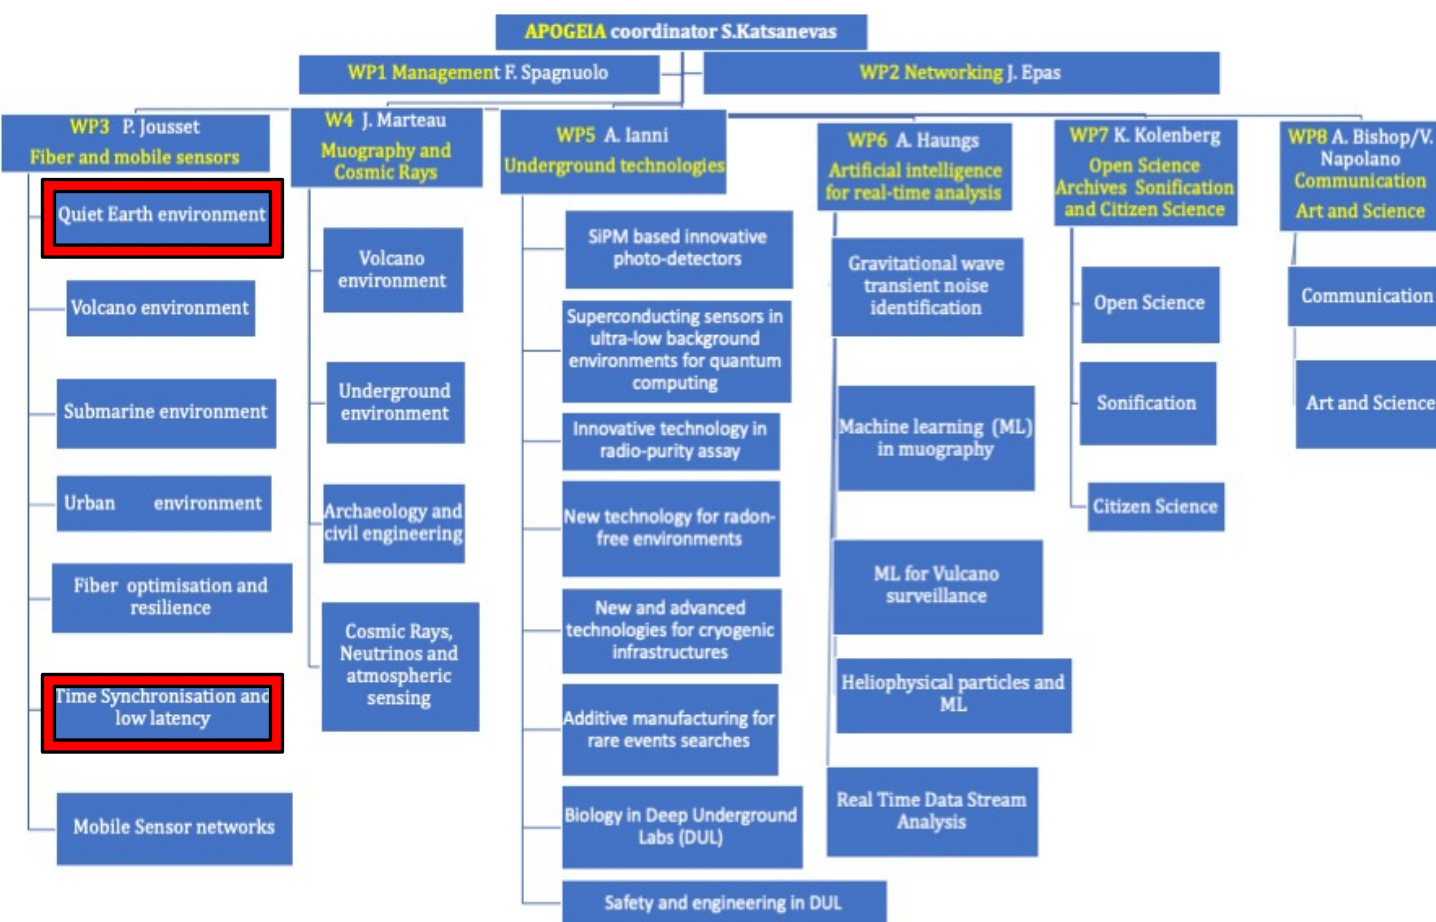 APOGEIA coordinator S.Katsanevas
WP1 Management F. Spagnuolo
WP2 Networking J. Epas
WP3 P. Jousset
Fiber and mobile sensors
Quiet Earth environment
Volcano environment
Submarine environment
Urban environment
Fiber optimisation and
resilience
Time Synchronisation and
low latency
Mobile Sensor networks
W4 J. Marteau
Muography and
Cosmic Rays
Volcano
environment
Underground
environment
Archaeology and
civil engineering
Cosmic Rays,
Neutrinos and
atmospheric
sensing
WP5 A. Ianni
Underground technologies
SiPM based innovative
photo-detectors
Superconducting sensors in
ultra-low background
environments for quantum
computing
Innovative technology in
radio-purity assay
New technology for radon-
free environments
New and advanced
technologies for cryogenic
infrastructures
Additive manufacturing for
rare events searches
Biology in Deep Underground
Labs (DUL)
Safety and engineering in DUL
WP6 A. Haungs
Artificial intelligence
for real-time analysis
Gravitational wave
transient noise
identification
Machine learning (ML)
in muography
ML for Vulcano
surveillance
Heliophysical particles and
ML
Real Time Data Stream
Analysis
WP7 K. Kolenberg
Open Science
Archives Sonification
and Citizen Science
Open Science
Sonification
Citizen Science
WP8 A. Bishop/V.
Napolano
Communication
Art and Science
Communication
Art and Science